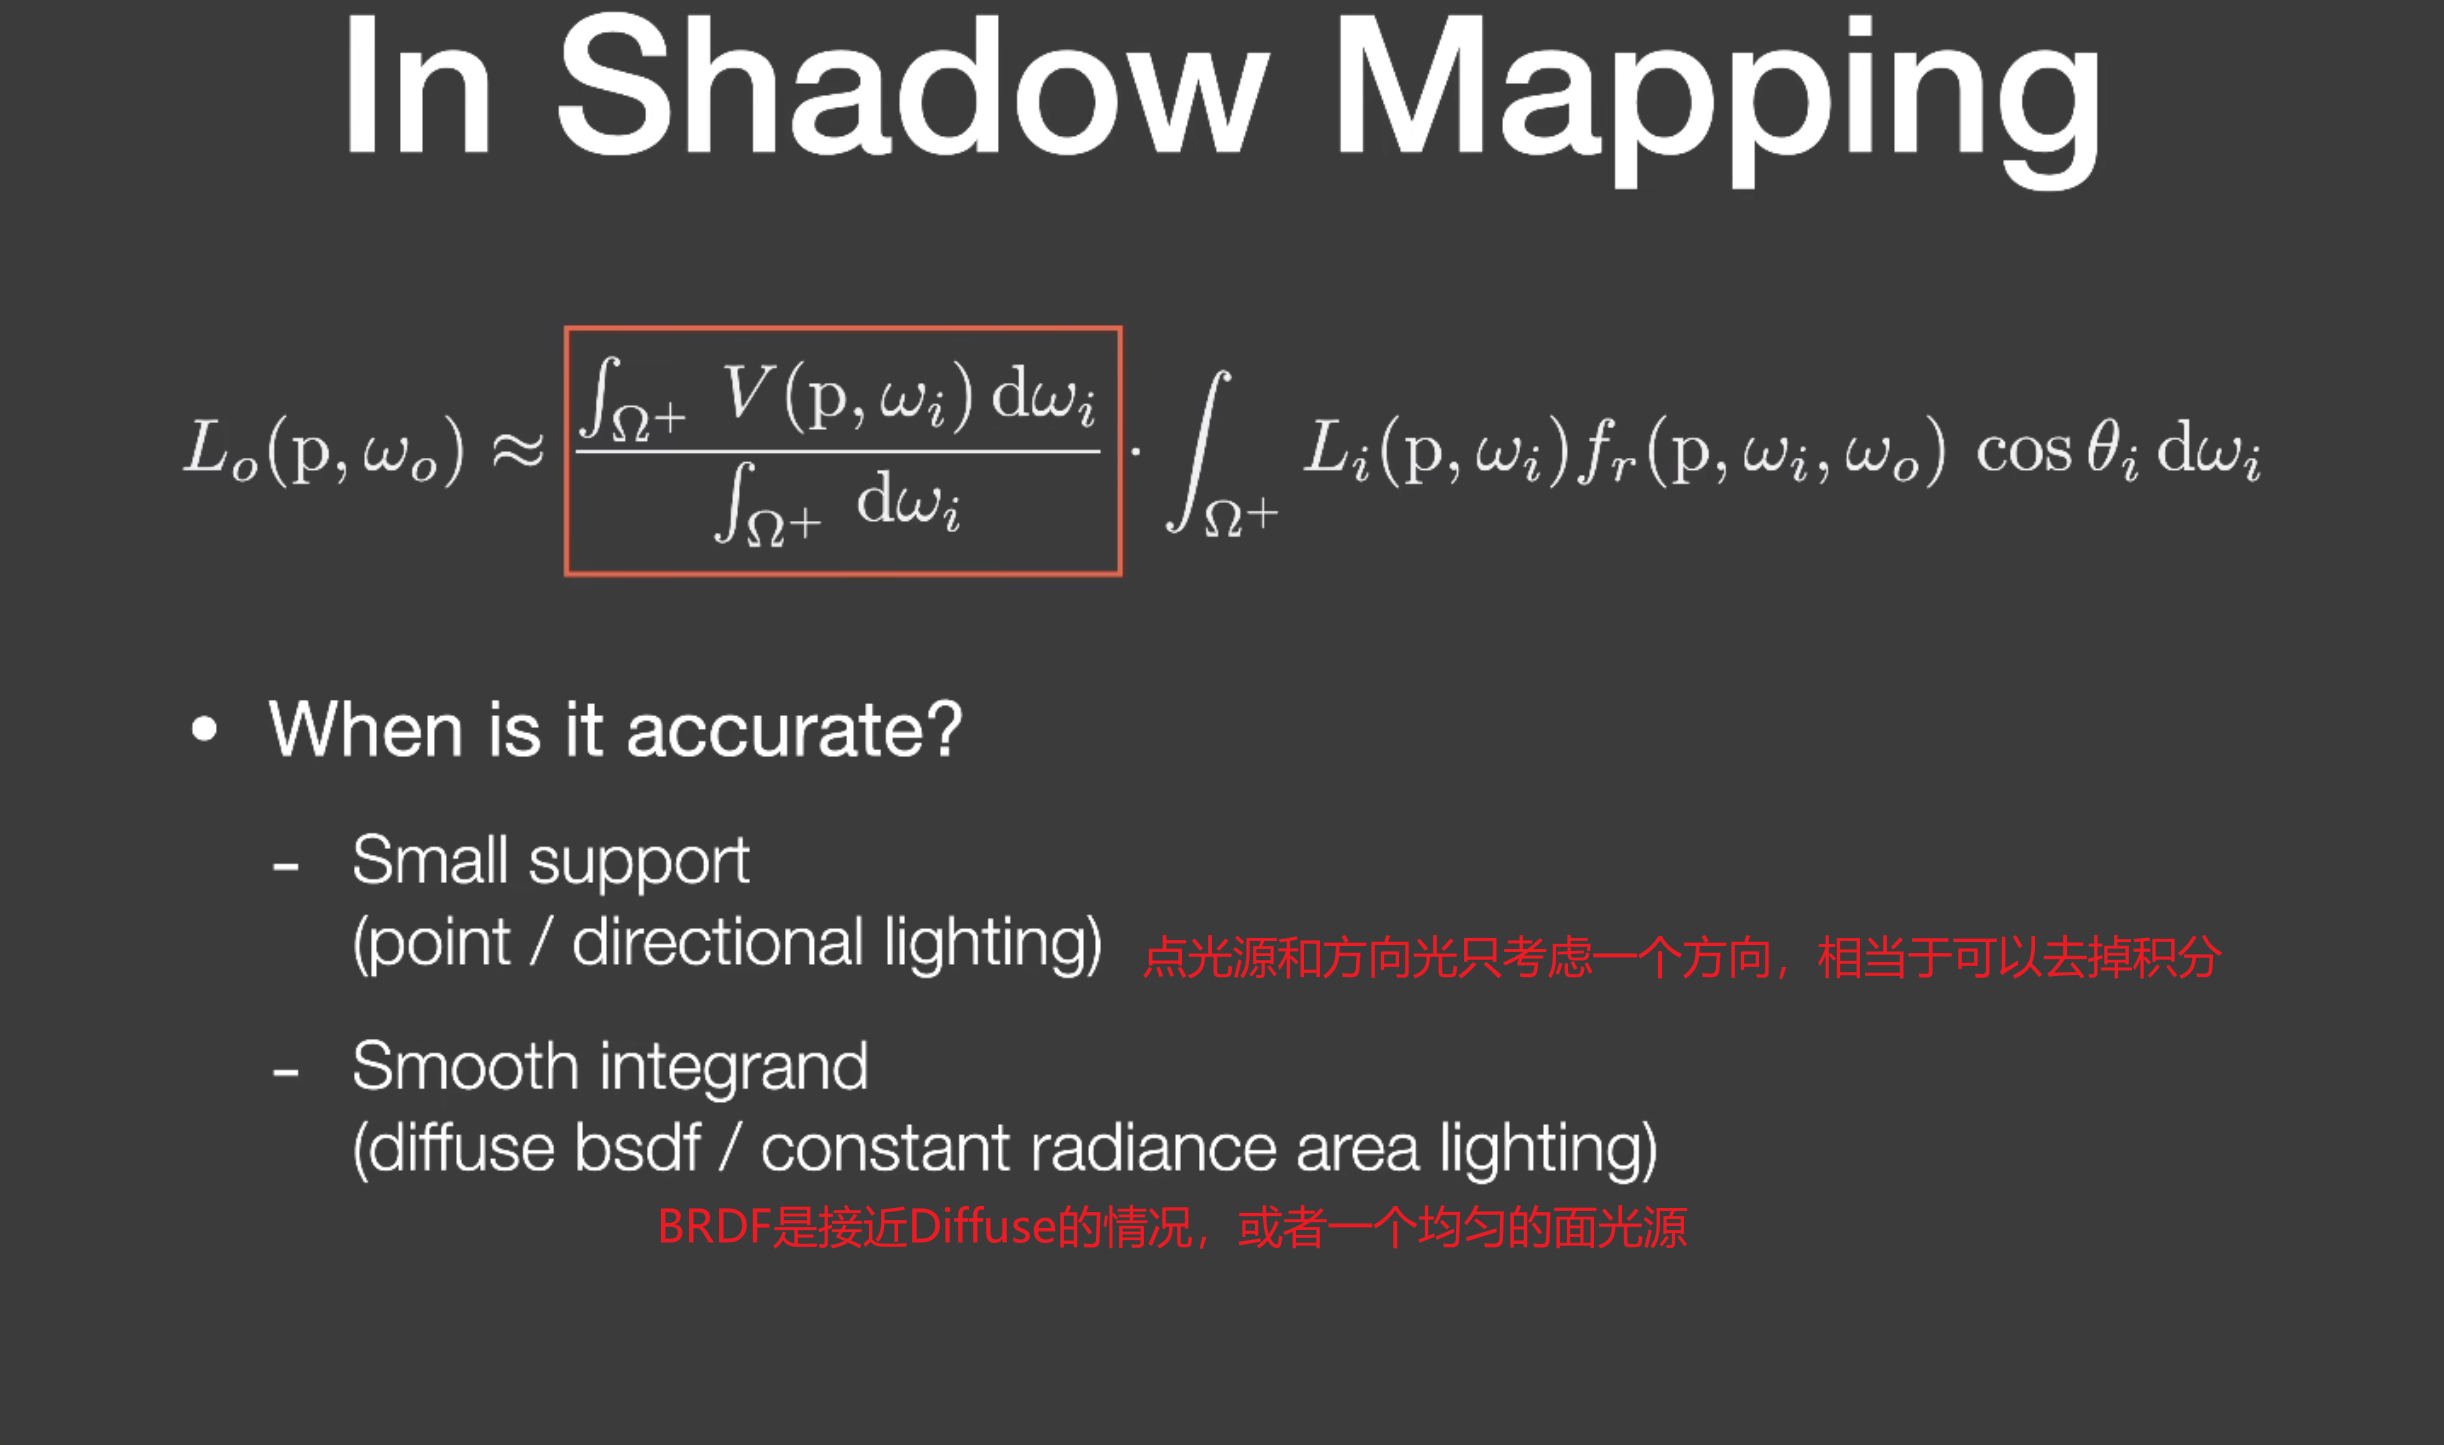 In Shadow Mapping
$L_o(\mathrm{p}, \omega_o) \approx \frac{\int_{\Omega^+} V(\mathrm{p}, \omega_i) \, \mathrm{d}\omega_i}{\int_{\Omega^+} \mathrm{d}\omega_i} \cdot \int_{\Omega^+} L_i(\mathrm{p}, \omega_i) f_r(\mathrm{p}, \omega_i, \omega_o) \cos\theta_i \, \mathrm{d}\omega_i$
• When is it accurate?
- Small support
(point / directional lighting) 点光源和方向光只考虑一个方向，相当于可以去掉积分
- Smooth integrand
(diffuse bsdf / constant radiance area lighting)
BRDF是接近Diffuse的情况，或者一个均匀的面光源